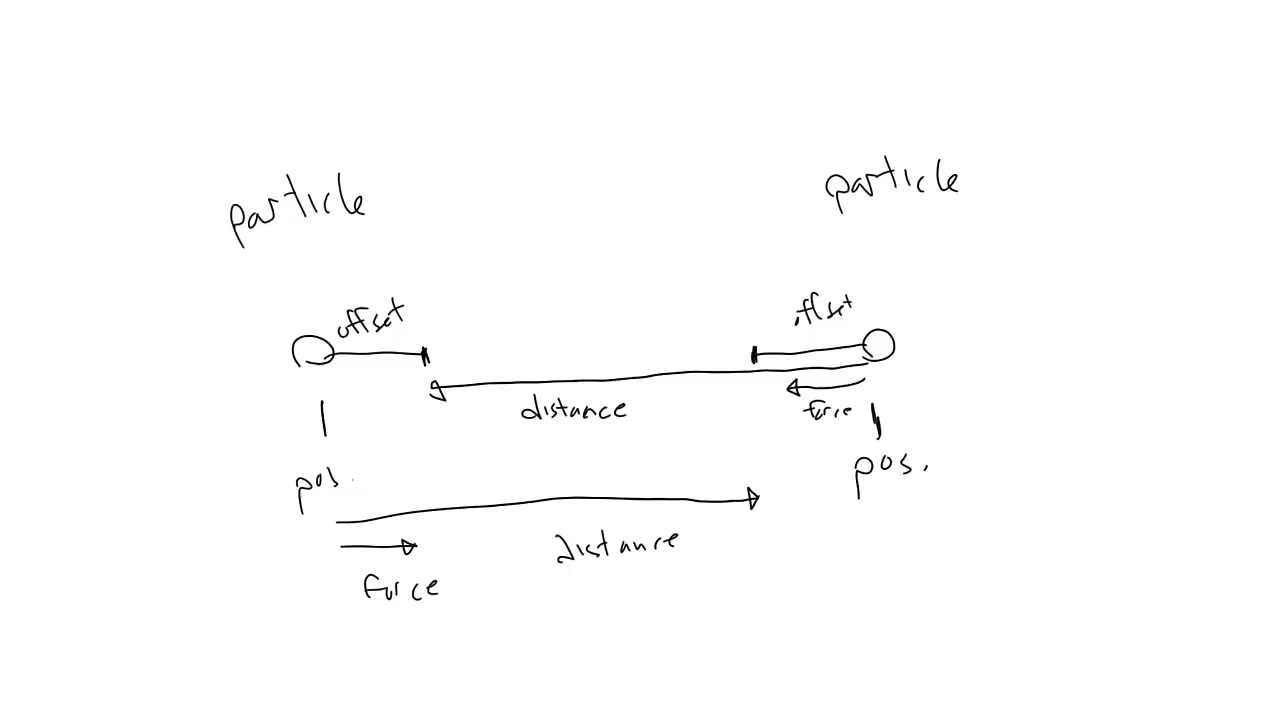 particle
particle
offset
offset
distance
force
pos.
pos.
distance
force